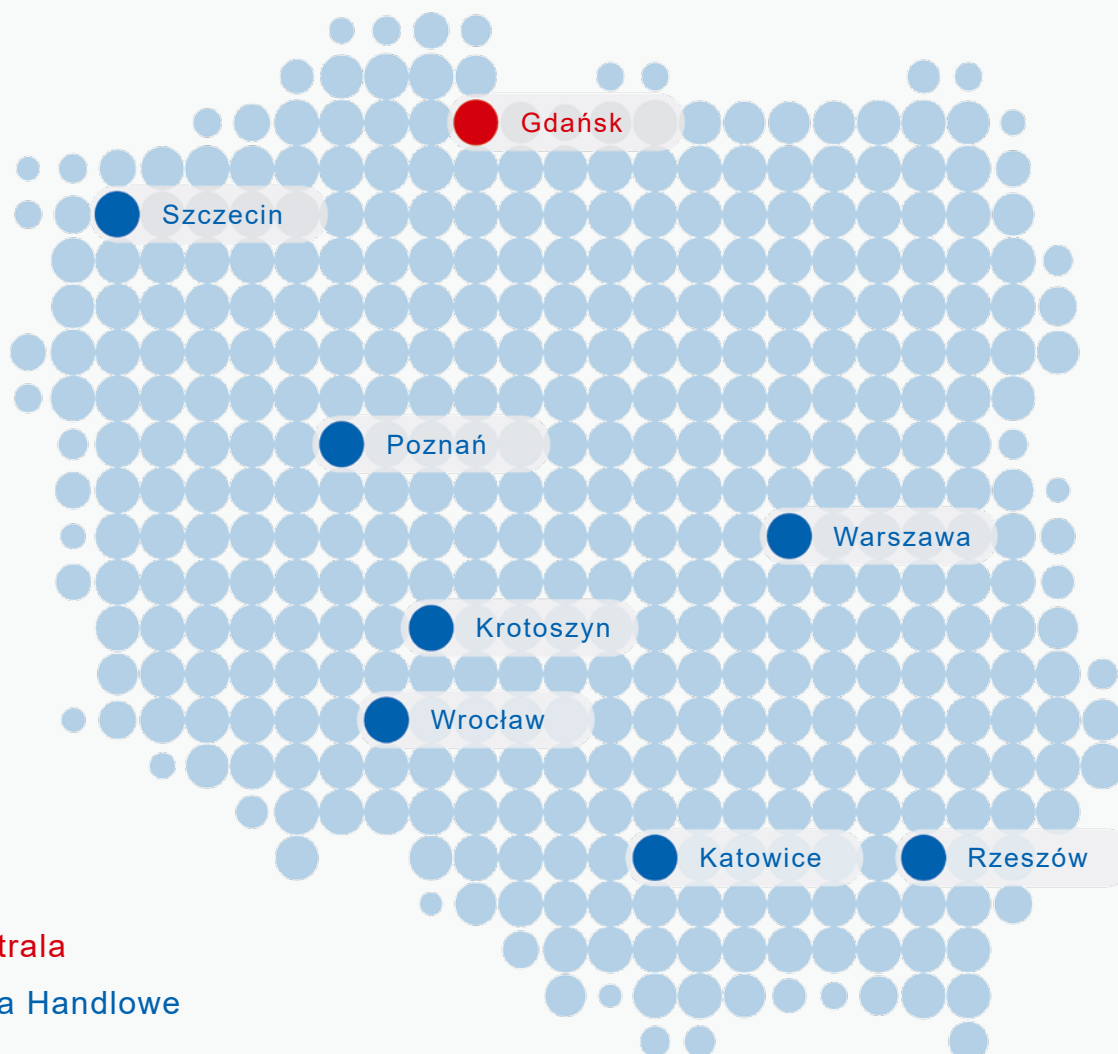 Gdańsk
Szczecin
Poznań
Warszawa
Krotoszyn
Wrocław
Katowice
Rzeszów
trala
a Handlowe